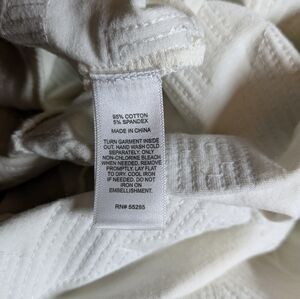 95% COTTON
5% SPANDEX
MADE IN CHINA
TURN GARMENT INSIDE
OUT. HAND WASH COLD
SEPARATELY. ONLY
NON-CHLORINE BLEACH
WHEN NEEDED. REMOVE
PROMPTLY. LAY FLAT
TO DRY. COOL IRON
IF NEEDED. DO NOT
IRON ON
EMBELLISHMENT.
RN# 55285